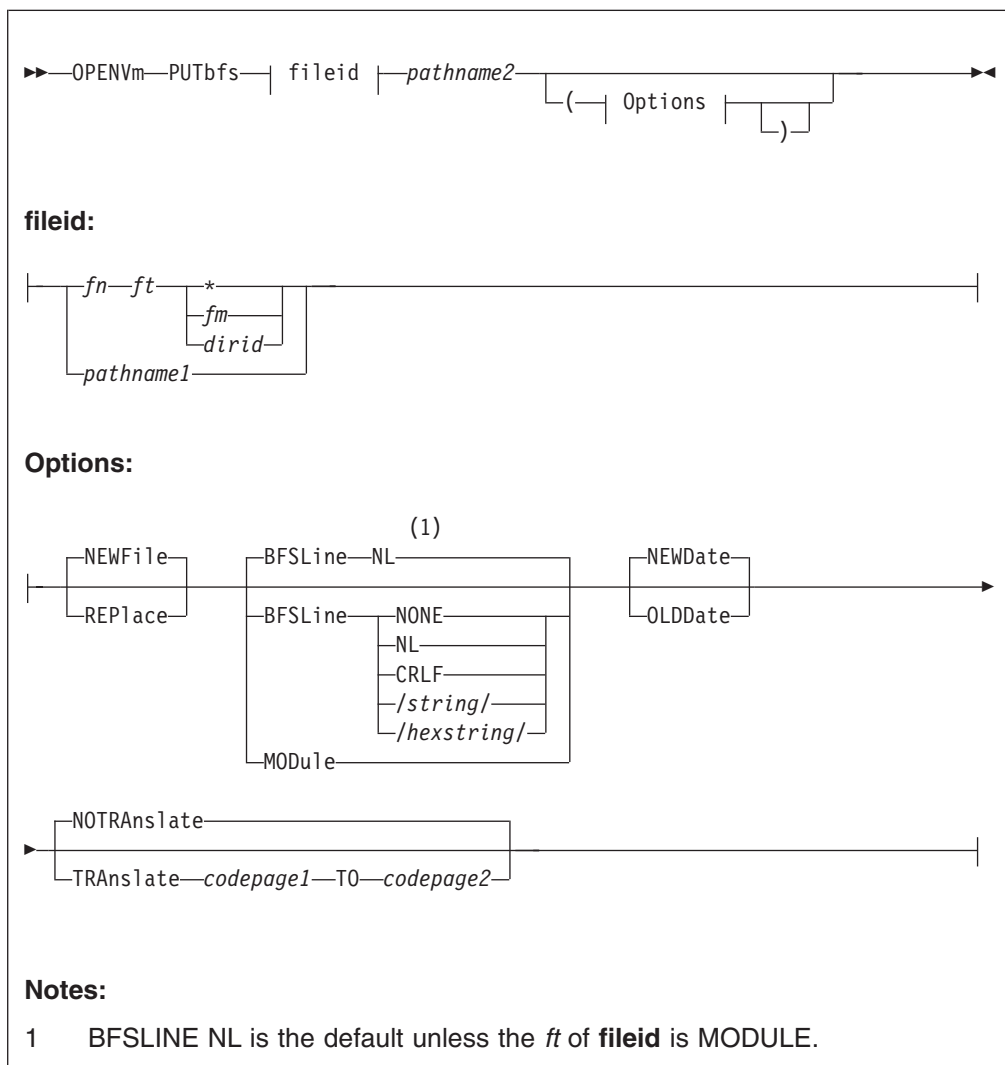 OPENVm PUTbfs fileid pathname2
( Options
)
fileid:
fn ft *
fm
dirid
pathname1
Options:
(1)
NEWFile BFSLine NL NEWDate
REPlace BFSLine NONE OLDDate
NL
CRLF
/string/
/hexstring/
MODule
NOTRAnslate
TRAnslate codepage1 TO codepage2
Notes:
1 BFSLINE NL is the default unless the ft of fileid is MODULE.